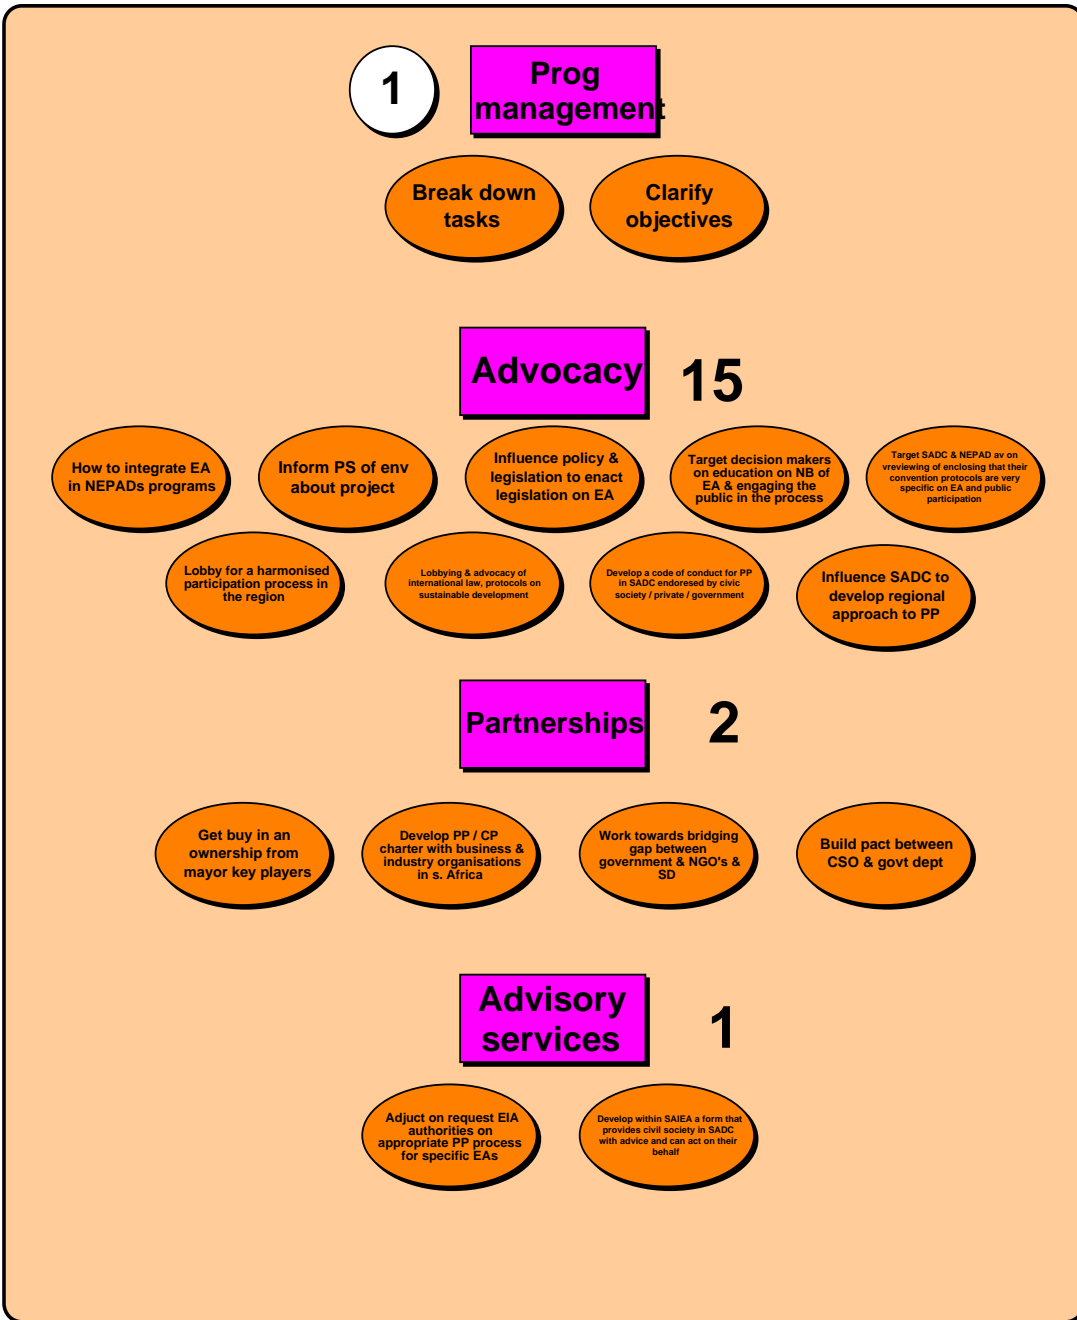 1
Prog
management
Break down
tasks
Clarify
objectives
Advocacy
15
How to integrate EA
in NEPADs programs
Inform PS of env
about project
Influence policy &
legislation to enact
legislation on EA
Target decision makers
on education on NB of
EA & engaging the
public in the process
Target SADC & NEPAD av on
vreviewing of enclosing that their
convention protocols are very
specific on EA and public
participation
Lobby for a harmonised
participation process in
the region
Lobbying & advocacy of
international law, protocols on
sustainable development
Develop a code of conduct for PP
in SADC endoresed by civic
society / private / government
Influence SADC to
develop regional
approach to PP
Partnerships
2
Get buy in an
ownership from
mayor key players
Develop PP / CP
charter with business &
industry organisations
in s. Africa
Work towards bridging
gap between
government & NGO's &
SD
Build pact between
CSO & govt dept
Advisory
services
1
Adjuct on request EIA
authorities on
appropriate PP process
for specific EAs
Develop within SAIEA a form that
provides civil society in SADC
with advice and can act on their
behalf